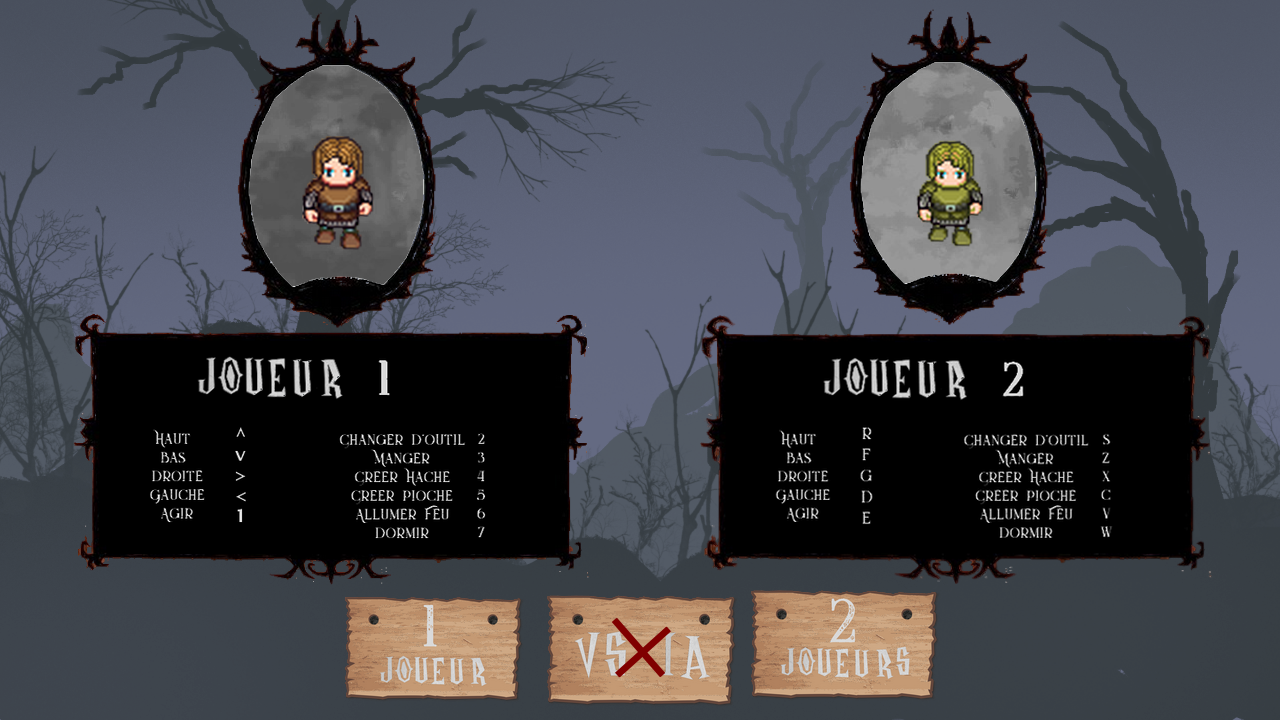 JOUEUR 1
HAUT ^
BAS v
DROITE >
GAUCHE <
AGIR 1
CHANGER D'OUTIL 2
MANGER 3
CREER HACHE 4
CREER PIOCHE 5
ALLUMER FEU 6
DORMIR 7
JOUEUR 2
HAUT R
BAS F
DROITE G
GAUCHE D
AGIR E
CHANGER D'OUTIL S
MANGER Z
CREER HACHE X
CREER PIOCHE C
ALLUMER FEU V
DORMIR W
1
JOUEUR
VS IA
2
JOUEURS